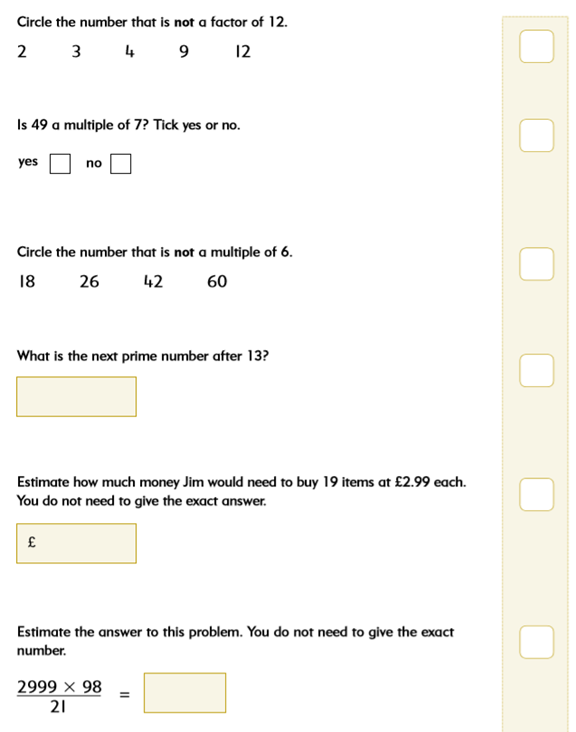 Circle the number that is not a factor of 12.
2 3 4 9 12
Is 49 a multiple of 7? Tick yes or no.
yes no
Circle the number that is not a multiple of 6.
18 26 42 60
What is the next prime number after 13?
Estimate how much money Jim would need to buy 19 items at £2.99 each.
You do not need to give the exact answer.
£
Estimate the answer to this problem. You do not need to give the exact
number.
2999 × 98
=
21